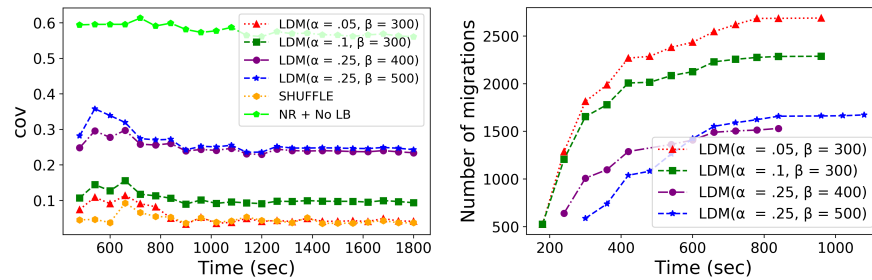 0.6
0.5
0.4
0.3
0.2
0.1
cov
600 800 1000 1200 1400 1600 1800
Time (sec)
LDM(α = .05, β = 300)
LDM(α = .1, β = 300)
LDM(α = .25, β = 400)
LDM(α = .25, β = 500)
SHUFFLE
NR + No LB
2500
2000
1500
1000
500
Number of migrations
200 400 600 800 1000
Time (sec)
LDM(α = .05, β = 300)
LDM(α = .1, β = 300)
LDM(α = .25, β = 400)
LDM(α = .25, β = 500)